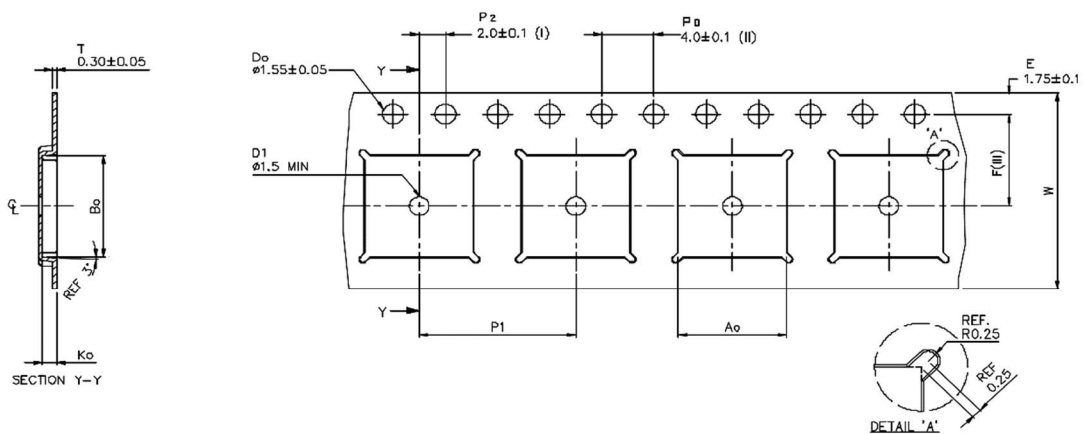 T
0.30±0.05
P2
2.0±0.1 (I)
Po
4.0±0.1 (II)
E
1.75±0.1
Do
ø1.55±0.05
Y
"A"
D1
ø1.5 MIN
F(III)
W
Bo
℄
REF 3°
Y
P1
Ao
Ko
SECTION Y-Y
REF.
R0.25
REF
0.25
DETAIL 'A'